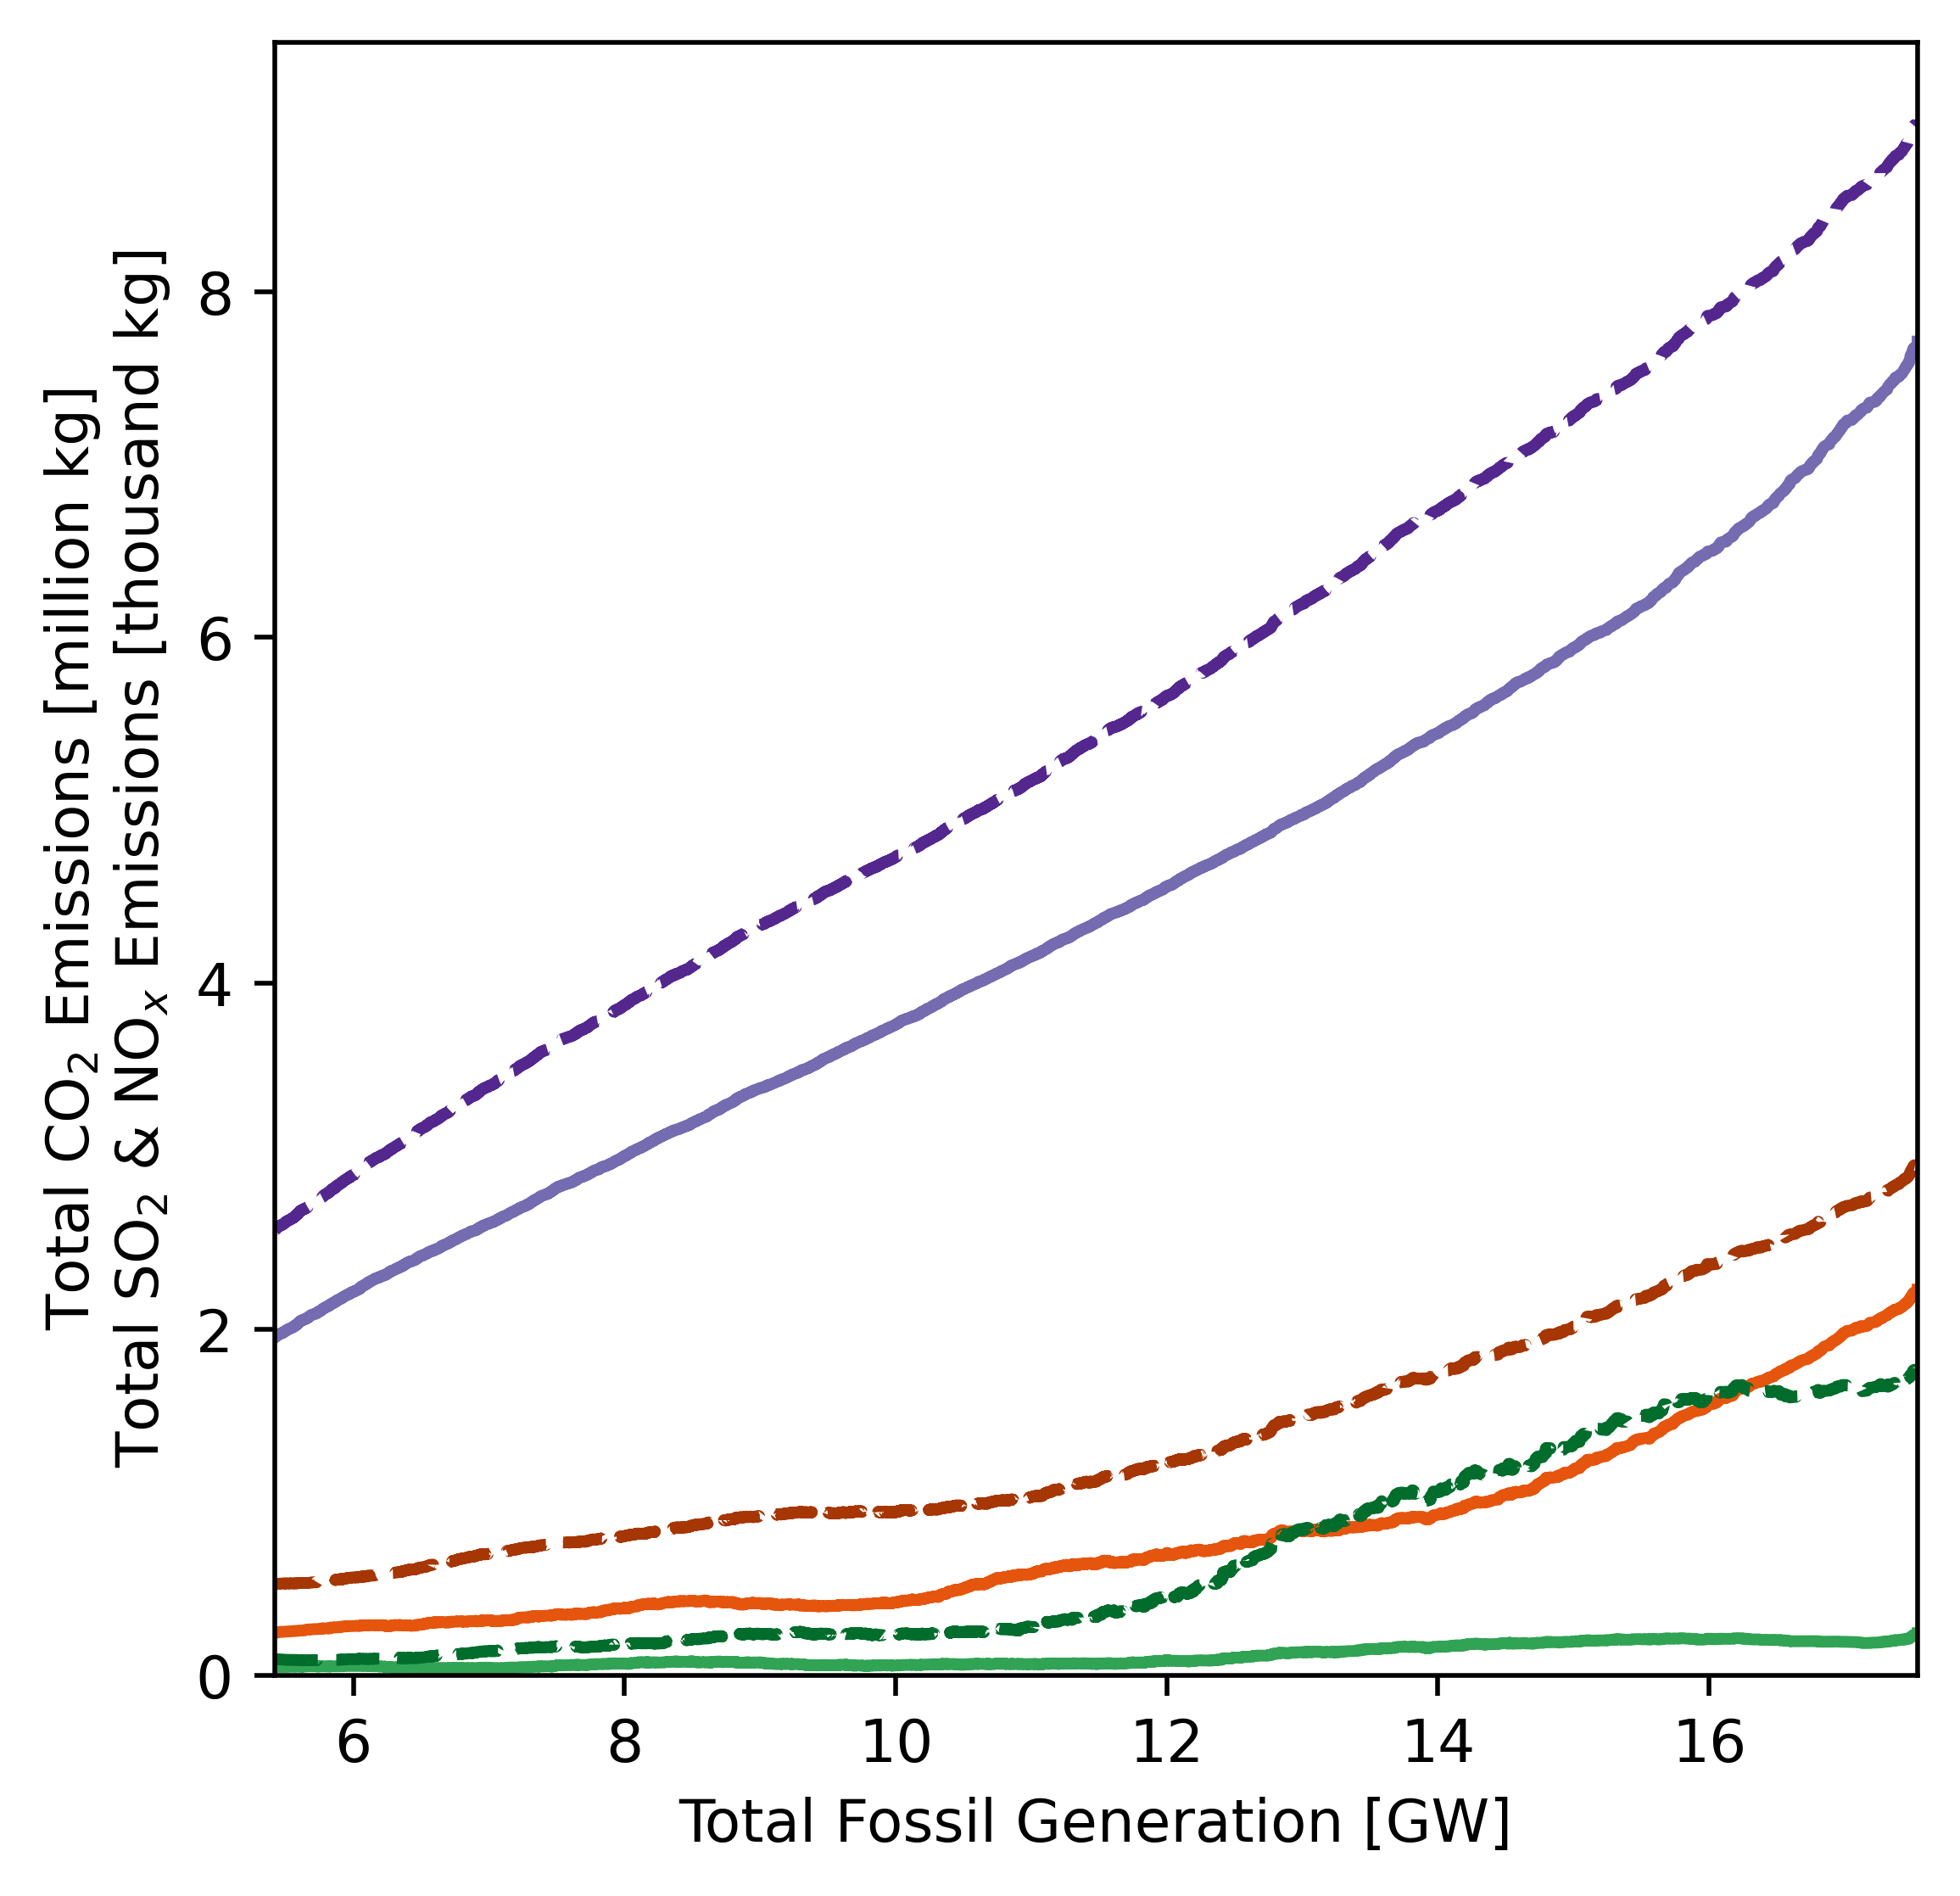 Total CO₂ Emissions [million kg]
Total SO₂ & NOₓ Emissions [thousand kg]
8
6
4
2
0
6 8 10 12 14 16
Total Fossil Generation [GW]